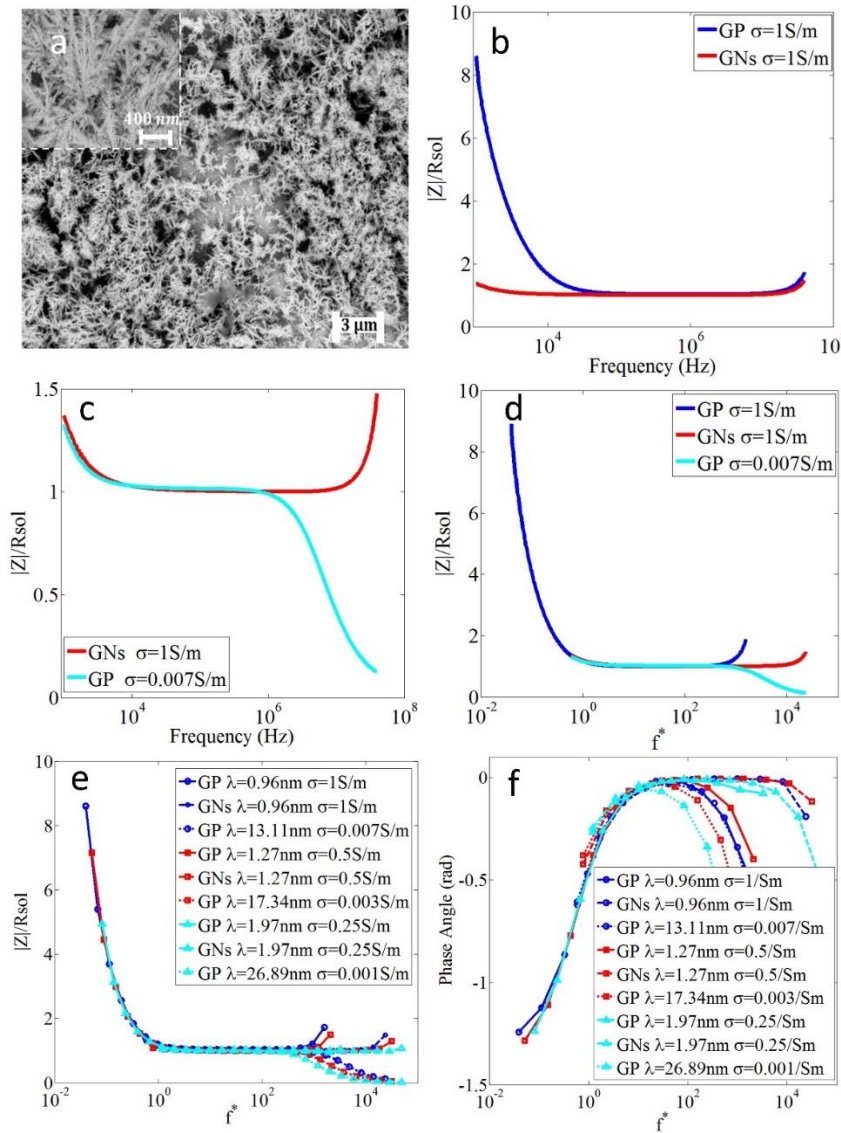 a
400 nm
3 μm
b
|Z|/Rsol
10
8
6
4
2
0
GP σ=1S/m
GNs σ=1S/m
10^4
10^6
10
Frequency (Hz)
c
|Z|/Rsol
1.5
1
0.5
0
GNs σ=1S/m
GP σ=0.007S/m
10^4
10^6
10^8
Frequency (Hz)
d
|Z|/Rsol
10
8
6
4
2
0
GP σ=1S/m
GNs σ=1S/m
GP σ=0.007S/m
10^-2
10^0
10^2
10^4
f*
e
|Z|/Rsol
10
8
6
4
2
0
GP λ=0.96nm σ=1S/m
GNs λ=0.96nm σ=1S/m
GP λ=13.11nm σ=0.007S/m
GP λ=1.27nm σ=0.5S/m
GNs λ=1.27nm σ=0.5S/m
GP λ=17.34nm σ=0.003S/m
GP λ=1.97nm σ=0.25S/m
GNs λ=1.97nm σ=0.25S/m
GP λ=26.89nm σ=0.001S/m
10^-2
10^0
10^2
10^4
f*
f
Phase Angle (rad)
0
-0.5
-1
-1.5
GP λ=0.96nm σ=1/Sm
GNs λ=0.96nm σ=1/Sm
GP λ=13.11nm σ=0.007/Sm
GP λ=1.27nm σ=0.5/Sm
GNs λ=1.27nm σ=0.5/Sm
GP λ=17.34nm σ=0.003/Sm
GP λ=1.97nm σ=0.25/Sm
GNs λ=1.97nm σ=0.25/Sm
GP λ=26.89nm σ=0.001/Sm
10^-2
10^0
10^2
10^4
f*